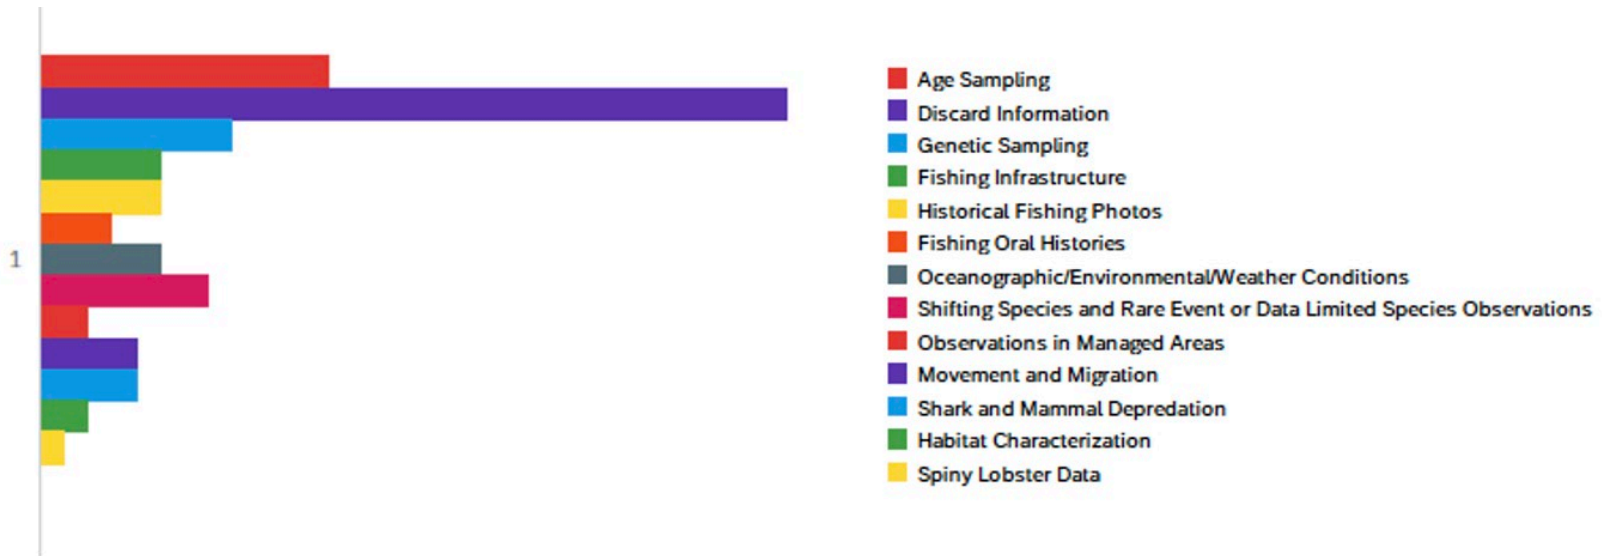 1
Age Sampling
Discard Information
Genetic Sampling
Fishing Infrastructure
Historical Fishing Photos
Fishing Oral Histories
Oceanographic/Environmental/Weather Conditions
Shifting Species and Rare Event or Data Limited Species Observations
Observations in Managed Areas
Movement and Migration
Shark and Mammal Depredation
Habitat Characterization
Spiny Lobster Data